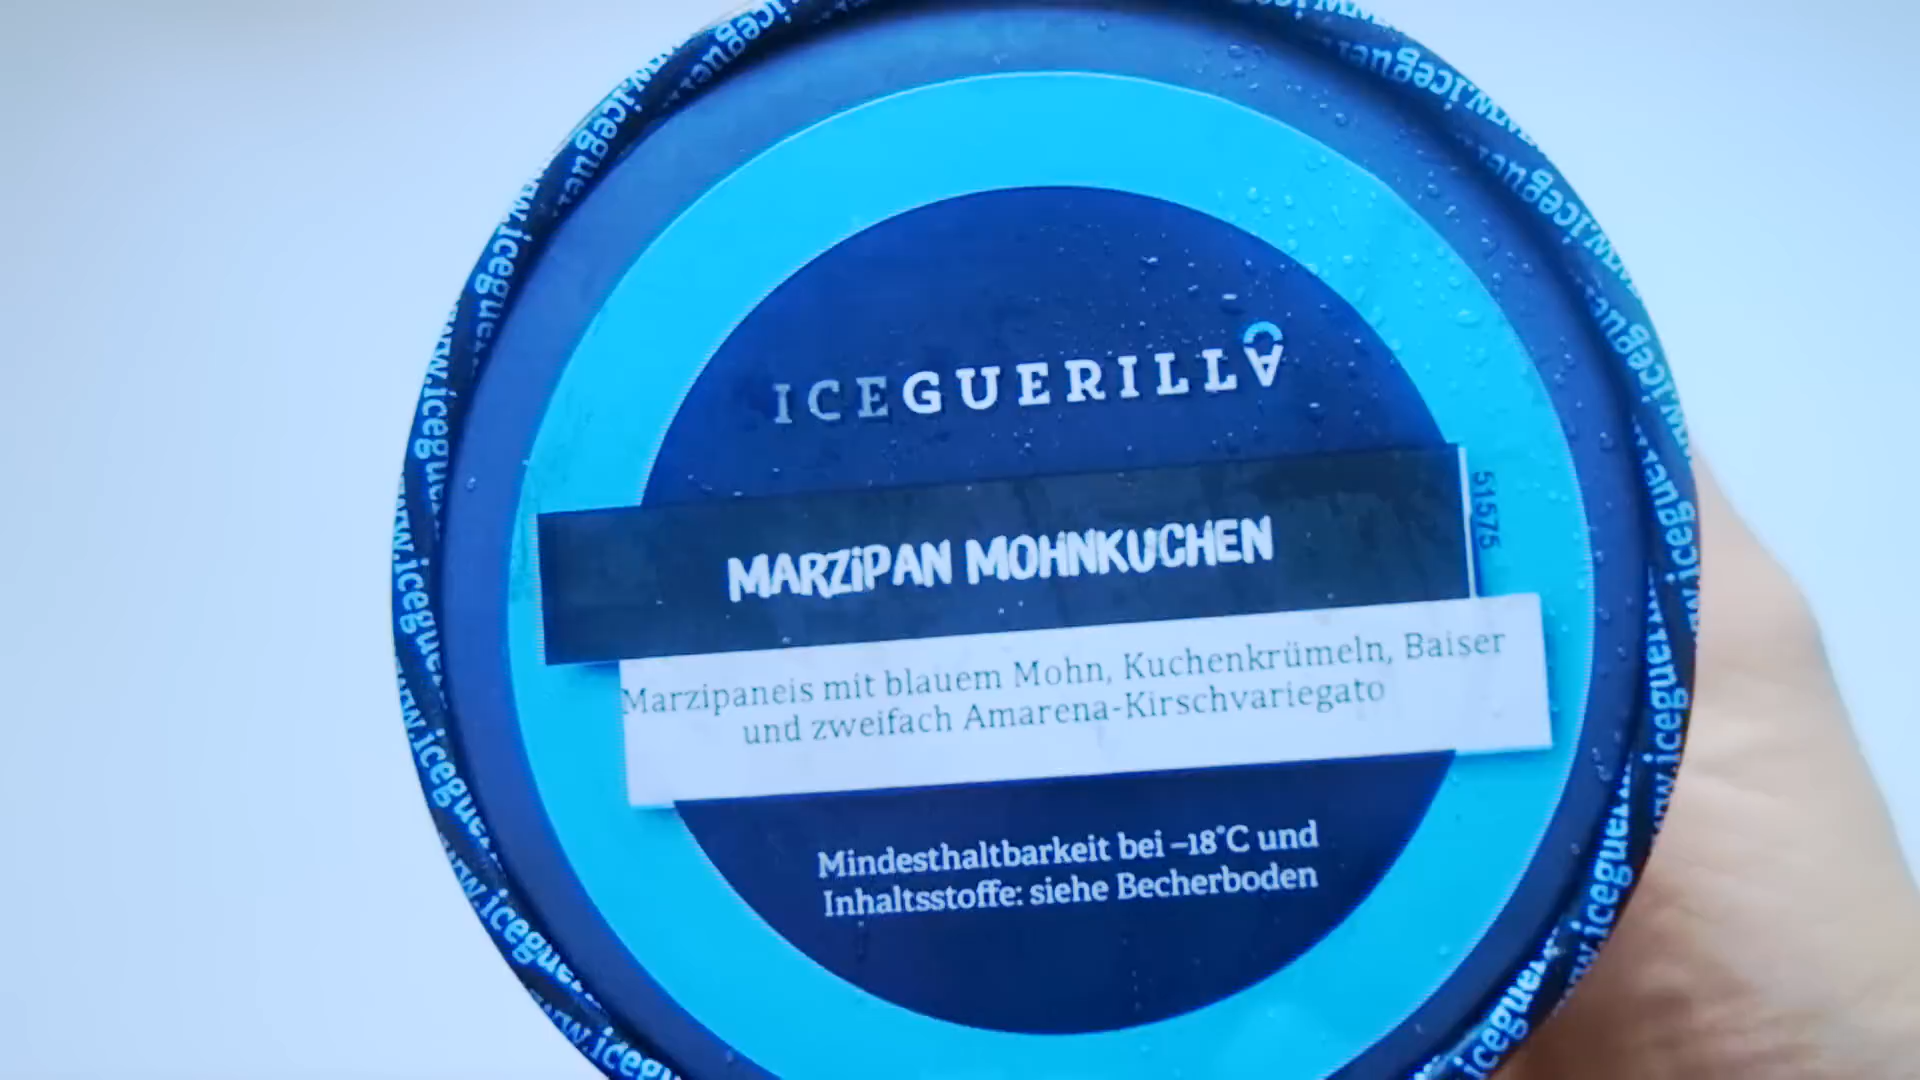 ICEGUERILLA
MARZiPAN MOHNKUCHEN
51575
Marzipaneis mit blauem Mohn, Kuchenkrümeln, Baiser
und zweifach Amarena-Kirschvariegato
Mindesthaltbarkeit bei –18°C und
Inhaltsstoffe: siehe Becherboden